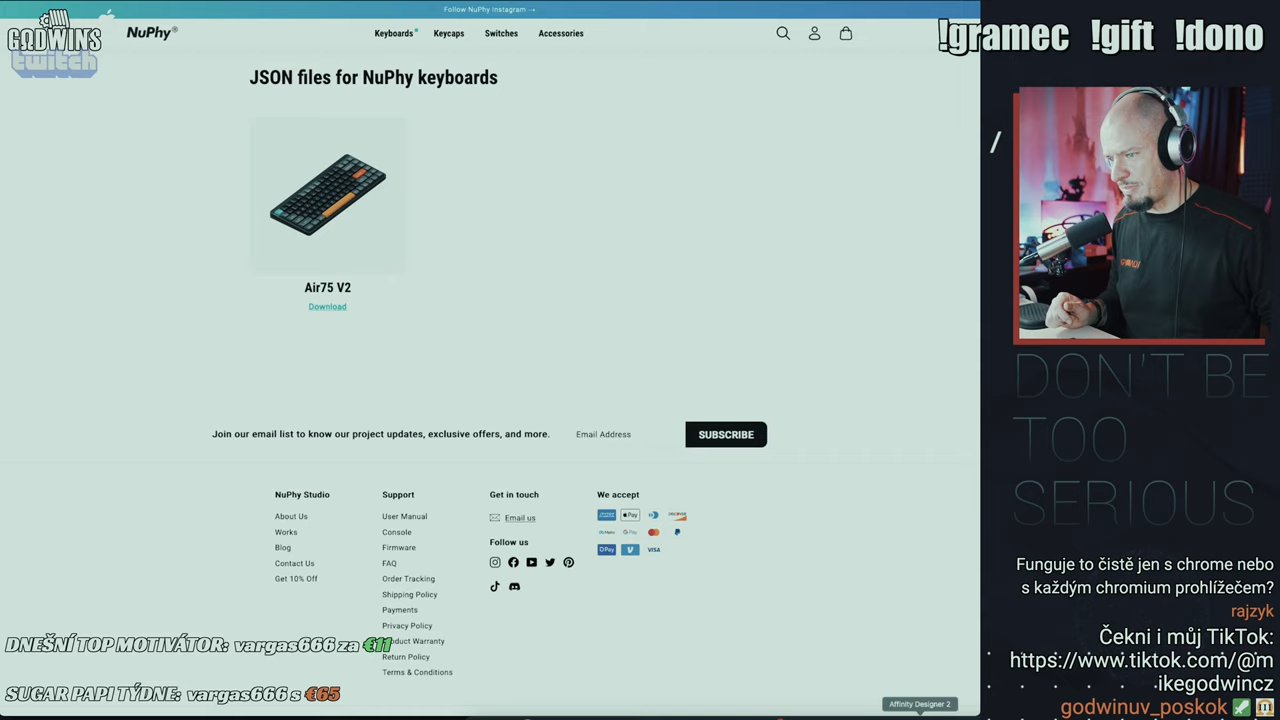 Follow NuPhy Instagram →
GODWINS
twitch
NuPhy®
Keyboards
Keycaps
Switches
Accessories
!gramec !gift !dono
JSON files for NuPhy keyboards
/
Air75 V2
Download
DON'T BE
TOO
SERIOUS
Join our email list to know our project updates, exclusive offers, and more.
Email Address
SUBSCRIBE
NuPhy Studio
About Us
Works
Blog
Contact Us
Get 10% Off
Support
User Manual
Console
Firmware
FAQ
Order Tracking
Shipping Policy
Payments
Privacy Policy
Product Warranty
Return Policy
Terms & Conditions
Get in touch
Email us
Follow us
We accept
Pay
DISCOVER
Pay
Pay
VISA
Funguje to čistě jen s chrome nebo
s každým chromium prohlížečem?
rajzyk
Čekni i můj TikTok:
https://www.tiktok.com/@m
ikegodwincz
godwinuv_poskok
DNEŠNÍ TOP MOTIVÁTOR: vargas666 za €11
SUGAR PAPI TÝDNE: vargas666 s €65
Affinity Designer 2